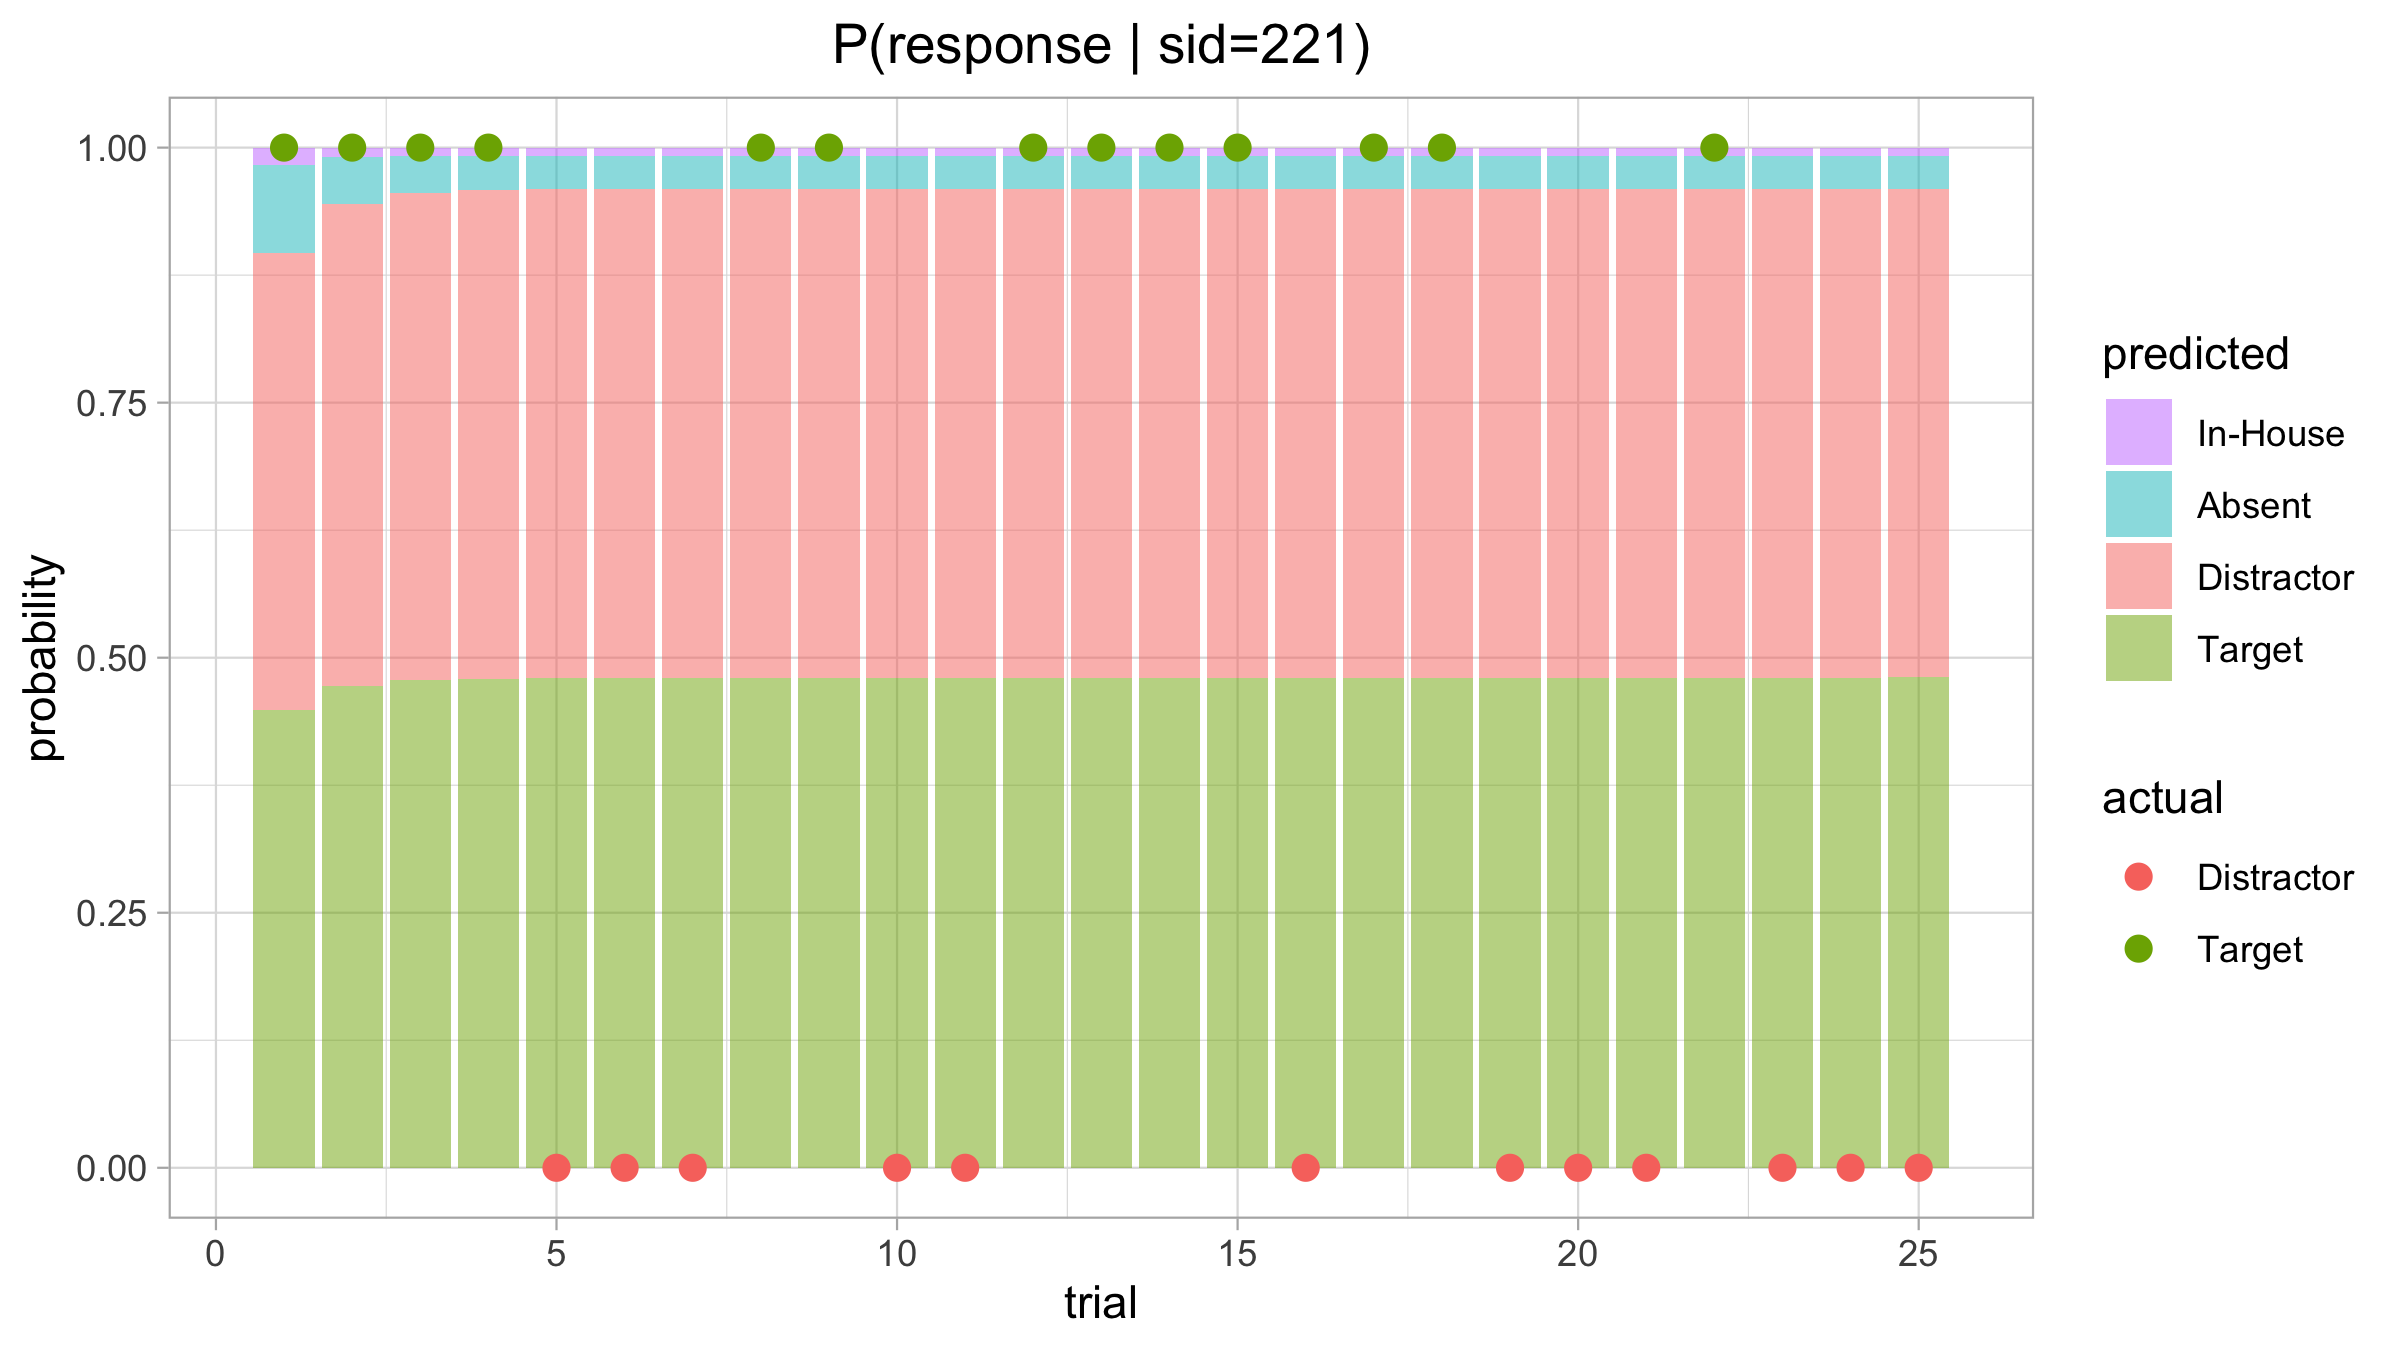 P(response | sid=221)
probability
1.00
0.75
0.50
0.25
0.00
0 5 10 15 20 25
trial
predicted
In-House
Absent
Distractor
Target
actual
Distractor
Target